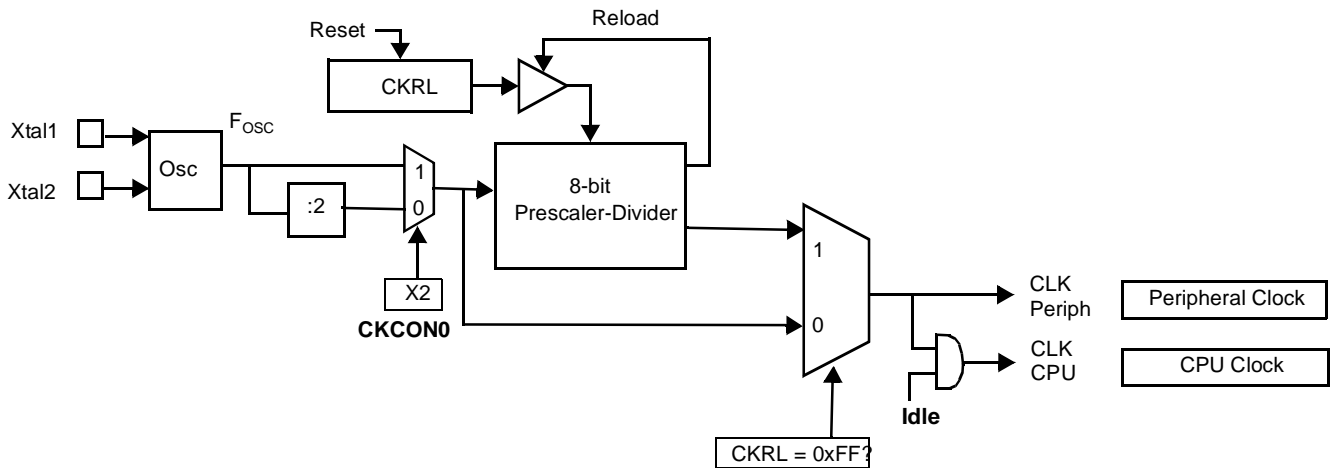 Reload
Reset
CKRL
Xtal1
F_OSC
Osc
Xtal2
:2
1
0
8-bit
Prescaler-Divider
X2
CKCON0
1
0
CLK
Periph
Peripheral Clock
CLK
CPU
CPU Clock
Idle
CKRL = 0xFF?